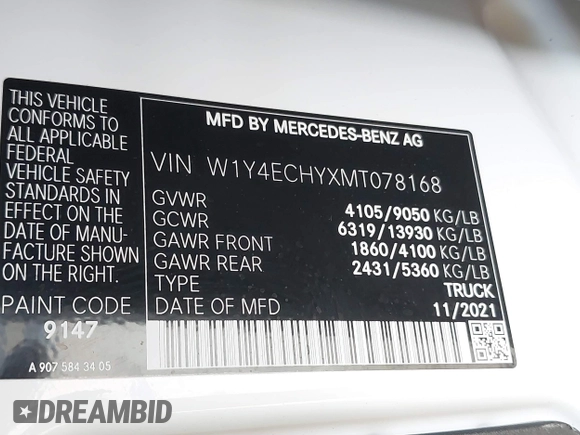 THIS VEHICLE
CONFORMS TO
ALL APPLICABLE
FEDERAL
VEHICLE SAFETY
STANDARDS IN
EFFECT ON THE
DATE OF MANU-
FACTURE SHOWN
ON THE RIGHT.
PAINT CODE
9147
A 907 584 34 05
MFD BY MERCEDES-BENZ AG
VIN W1Y4ECHYXMT078168
GVWR 4105/9050 KG/LB
GCWR 6319/13930 KG/LB
GAWR FRONT 1860/4100 KG/LB
GAWR REAR 2431/5360 KG/LB
TYPE TRUCK
DATE OF MFD 11/2021
DREAMBID